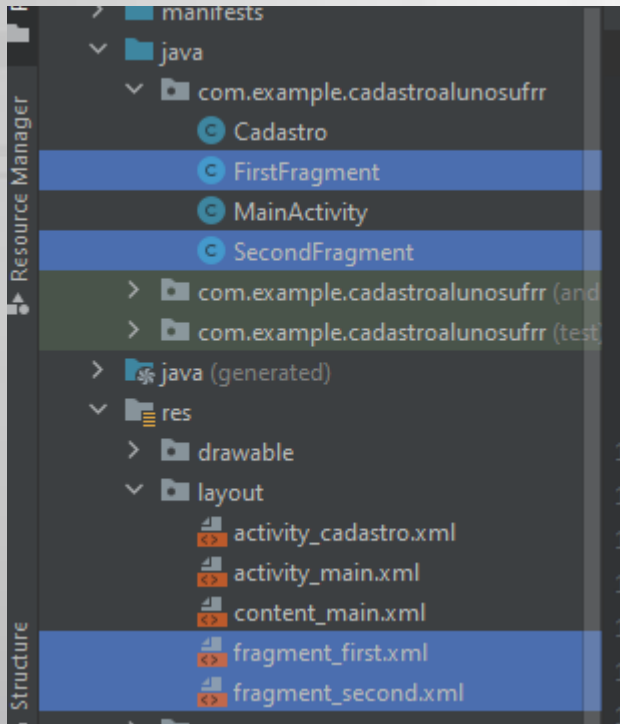 manifests
java
com.example.cadastroalunosufrr
Cadastro
FirstFragment
MainActivity
SecondFragment
com.example.cadastroalunosufrr (and
com.example.cadastroalunosufrr (test)
java (generated)
res
drawable
layout
activity_cadastro.xml
activity_main.xml
content_main.xml
fragment_first.xml
fragment_second.xml
Resource Manager
Structure